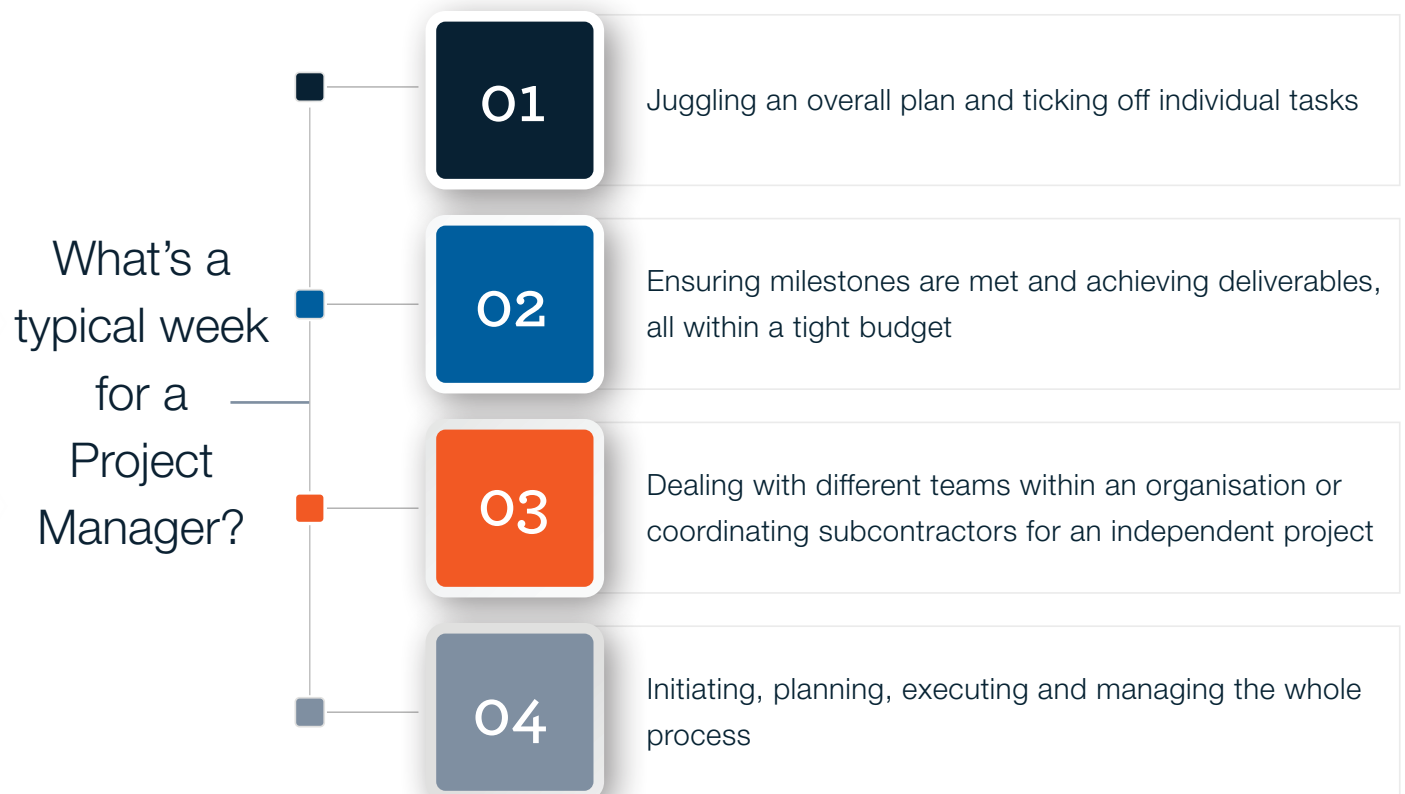 What’s a
typical week
for a
Project
Manager?
01
Juggling an overall plan and ticking off individual tasks
02
Ensuring milestones are met and achieving deliverables,
all within a tight budget
03
Dealing with different teams within an organisation or
coordinating subcontractors for an independent project
04
Initiating, planning, executing and managing the whole
process